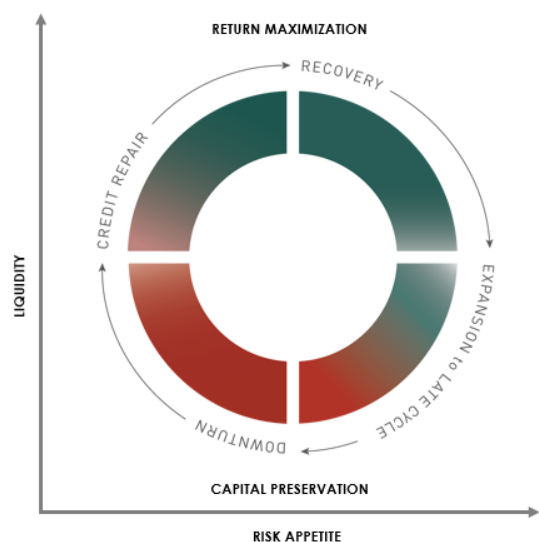 RETURN MAXIMIZATION
RECOVERY
CREDIT REPAIR
LIQUIDITY
EXPANSION to LATE CYCLE
DOWNTURN
CAPITAL PRESERVATION
RISK APPETITE